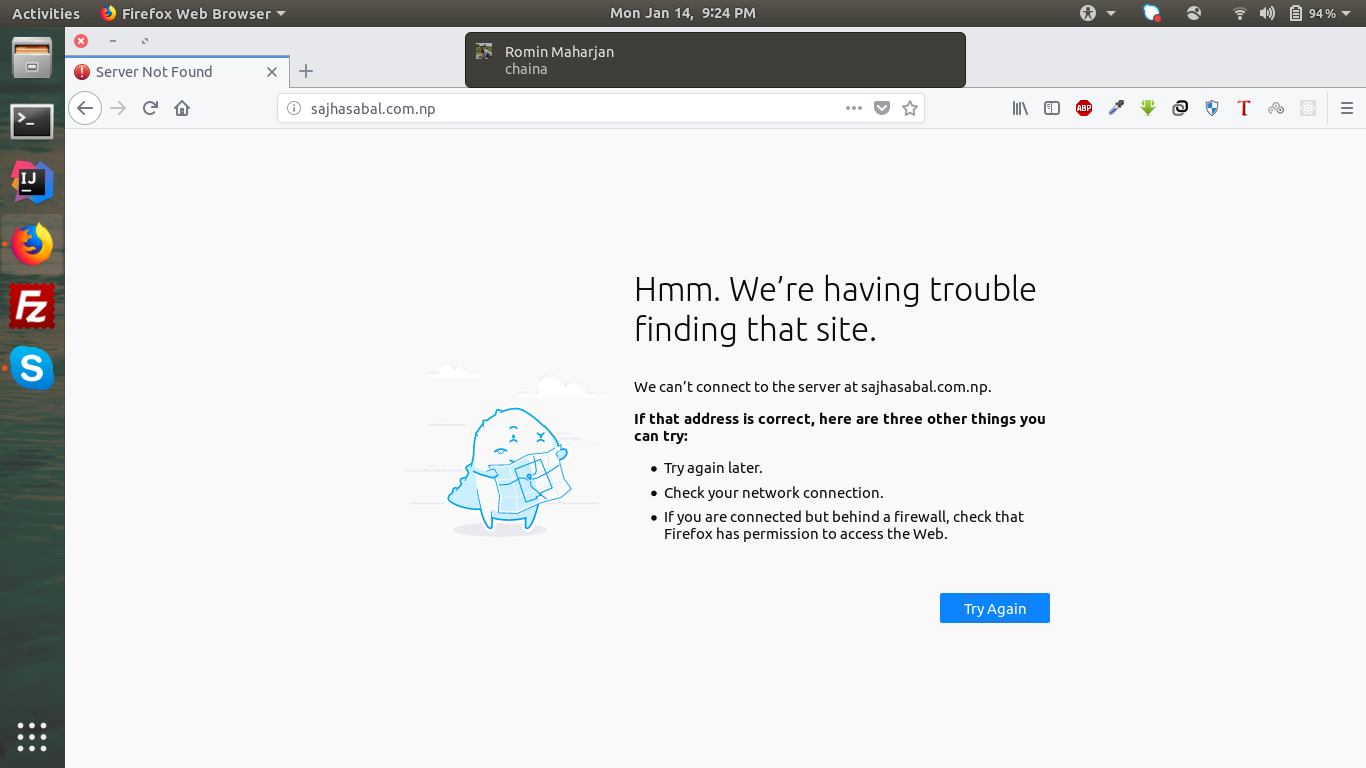 Activities Firefox Web Browser Mon Jan 14, 9:24 PM 94 %
Romin Maharjan
chaina
Server Not Found
sajhasabal.com.np
ABP T
>_
IJ
Hmm. We’re having trouble
finding that site.
We can’t connect to the server at sajhasabal.com.np.
If that address is correct, here are three other things you
can try:
Try again later.
Check your network connection.
If you are connected but behind a firewall, check that
Firefox has permission to access the Web.
Try Again
Fz
S